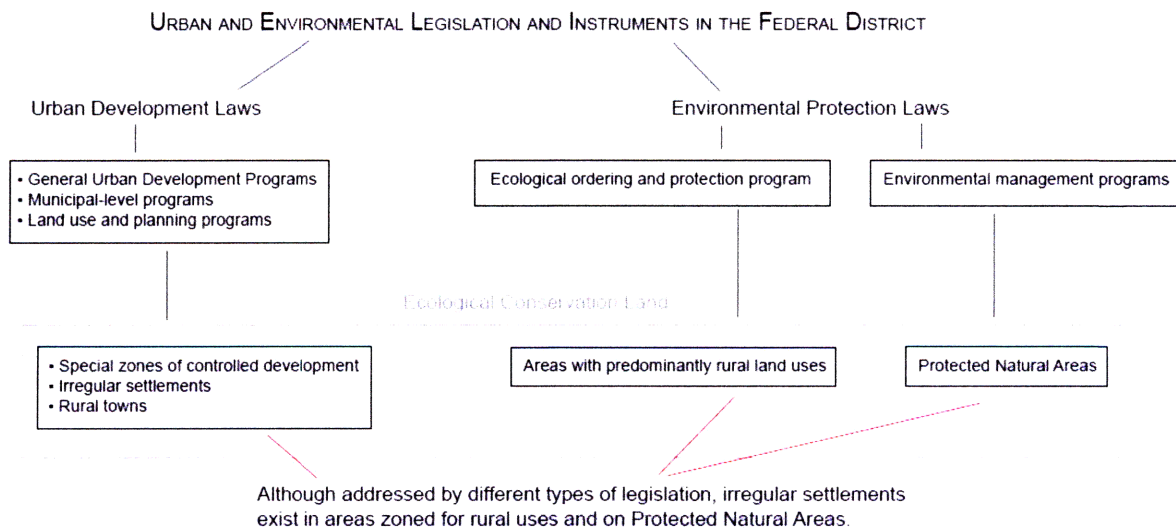 URBAN AND ENVIRONMENTAL LEGISLATION AND INSTRUMENTS IN THE FEDERAL DISTRICT
Urban Development Laws
Environmental Protection Laws
• General Urban Development Programs
• Municipal-level programs
• Land use and planning programs
Ecological ordering and protection program
Environmental management programs
Ecological Conservation Land
• Special zones of controlled development
• Irregular settlements
• Rural towns
Areas with predominantly rural land uses
Protected Natural Areas
Although addressed by different types of legislation, irregular settlements
exist in areas zoned for rural uses and on Protected Natural Areas.